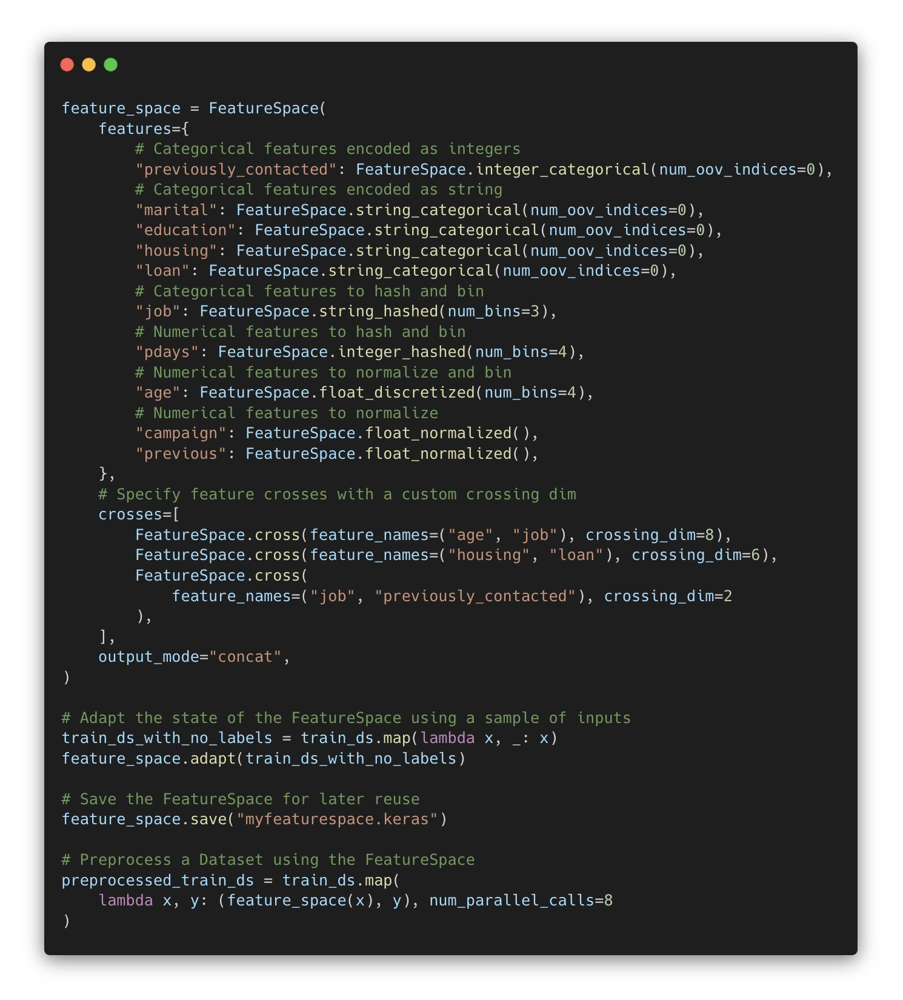 feature_space = FeatureSpace(
    features={
        # Categorical features encoded as integers
        "previously_contacted": FeatureSpace.integer_categorical(num_oov_indices=0),
        # Categorical features encoded as string
        "marital": FeatureSpace.string_categorical(num_oov_indices=0),
        "education": FeatureSpace.string_categorical(num_oov_indices=0),
        "housing": FeatureSpace.string_categorical(num_oov_indices=0),
        "loan": FeatureSpace.string_categorical(num_oov_indices=0),
        # Categorical features to hash and bin
        "job": FeatureSpace.string_hashed(num_bins=3),
        # Numerical features to hash and bin
        "pdays": FeatureSpace.integer_hashed(num_bins=4),
        # Numerical features to normalize and bin
        "age": FeatureSpace.float_discretized(num_bins=4),
        # Numerical features to normalize
        "campaign": FeatureSpace.float_normalized(),
        "previous": FeatureSpace.float_normalized(),
    },
    # Specify feature crosses with a custom crossing dim
    crosses=[
        FeatureSpace.cross(feature_names=("age", "job"), crossing_dim=8),
        FeatureSpace.cross(feature_names=("housing", "loan"), crossing_dim=6),
        FeatureSpace.cross(
            feature_names=("job", "previously_contacted"), crossing_dim=2
        ),
    ],
    output_mode="concat",
)

# Adapt the state of the FeatureSpace using a sample of inputs
train_ds_with_no_labels = train_ds.map(lambda x, _: x)
feature_space.adapt(train_ds_with_no_labels)

# Save the FeatureSpace for later reuse
feature_space.save("myfeaturespace.keras")

# Preprocess a Dataset using the FeatureSpace
preprocessed_train_ds = train_ds.map(
    lambda x, y: (feature_space(x), y), num_parallel_calls=8
)